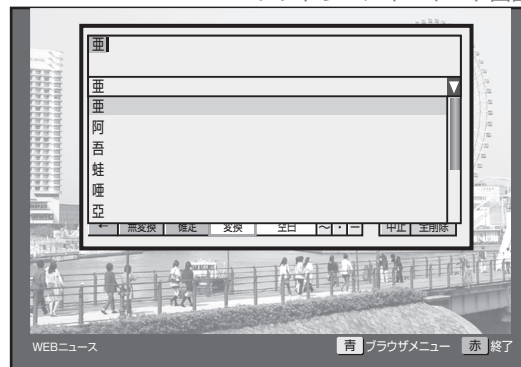 亜
亜
亜
阿
吾
蛙
唖
亞
← 無変換 確定 変換 空白 ～・ー 中止 全削除
WEBニュース
青 ブラウザメニュー 赤 終了